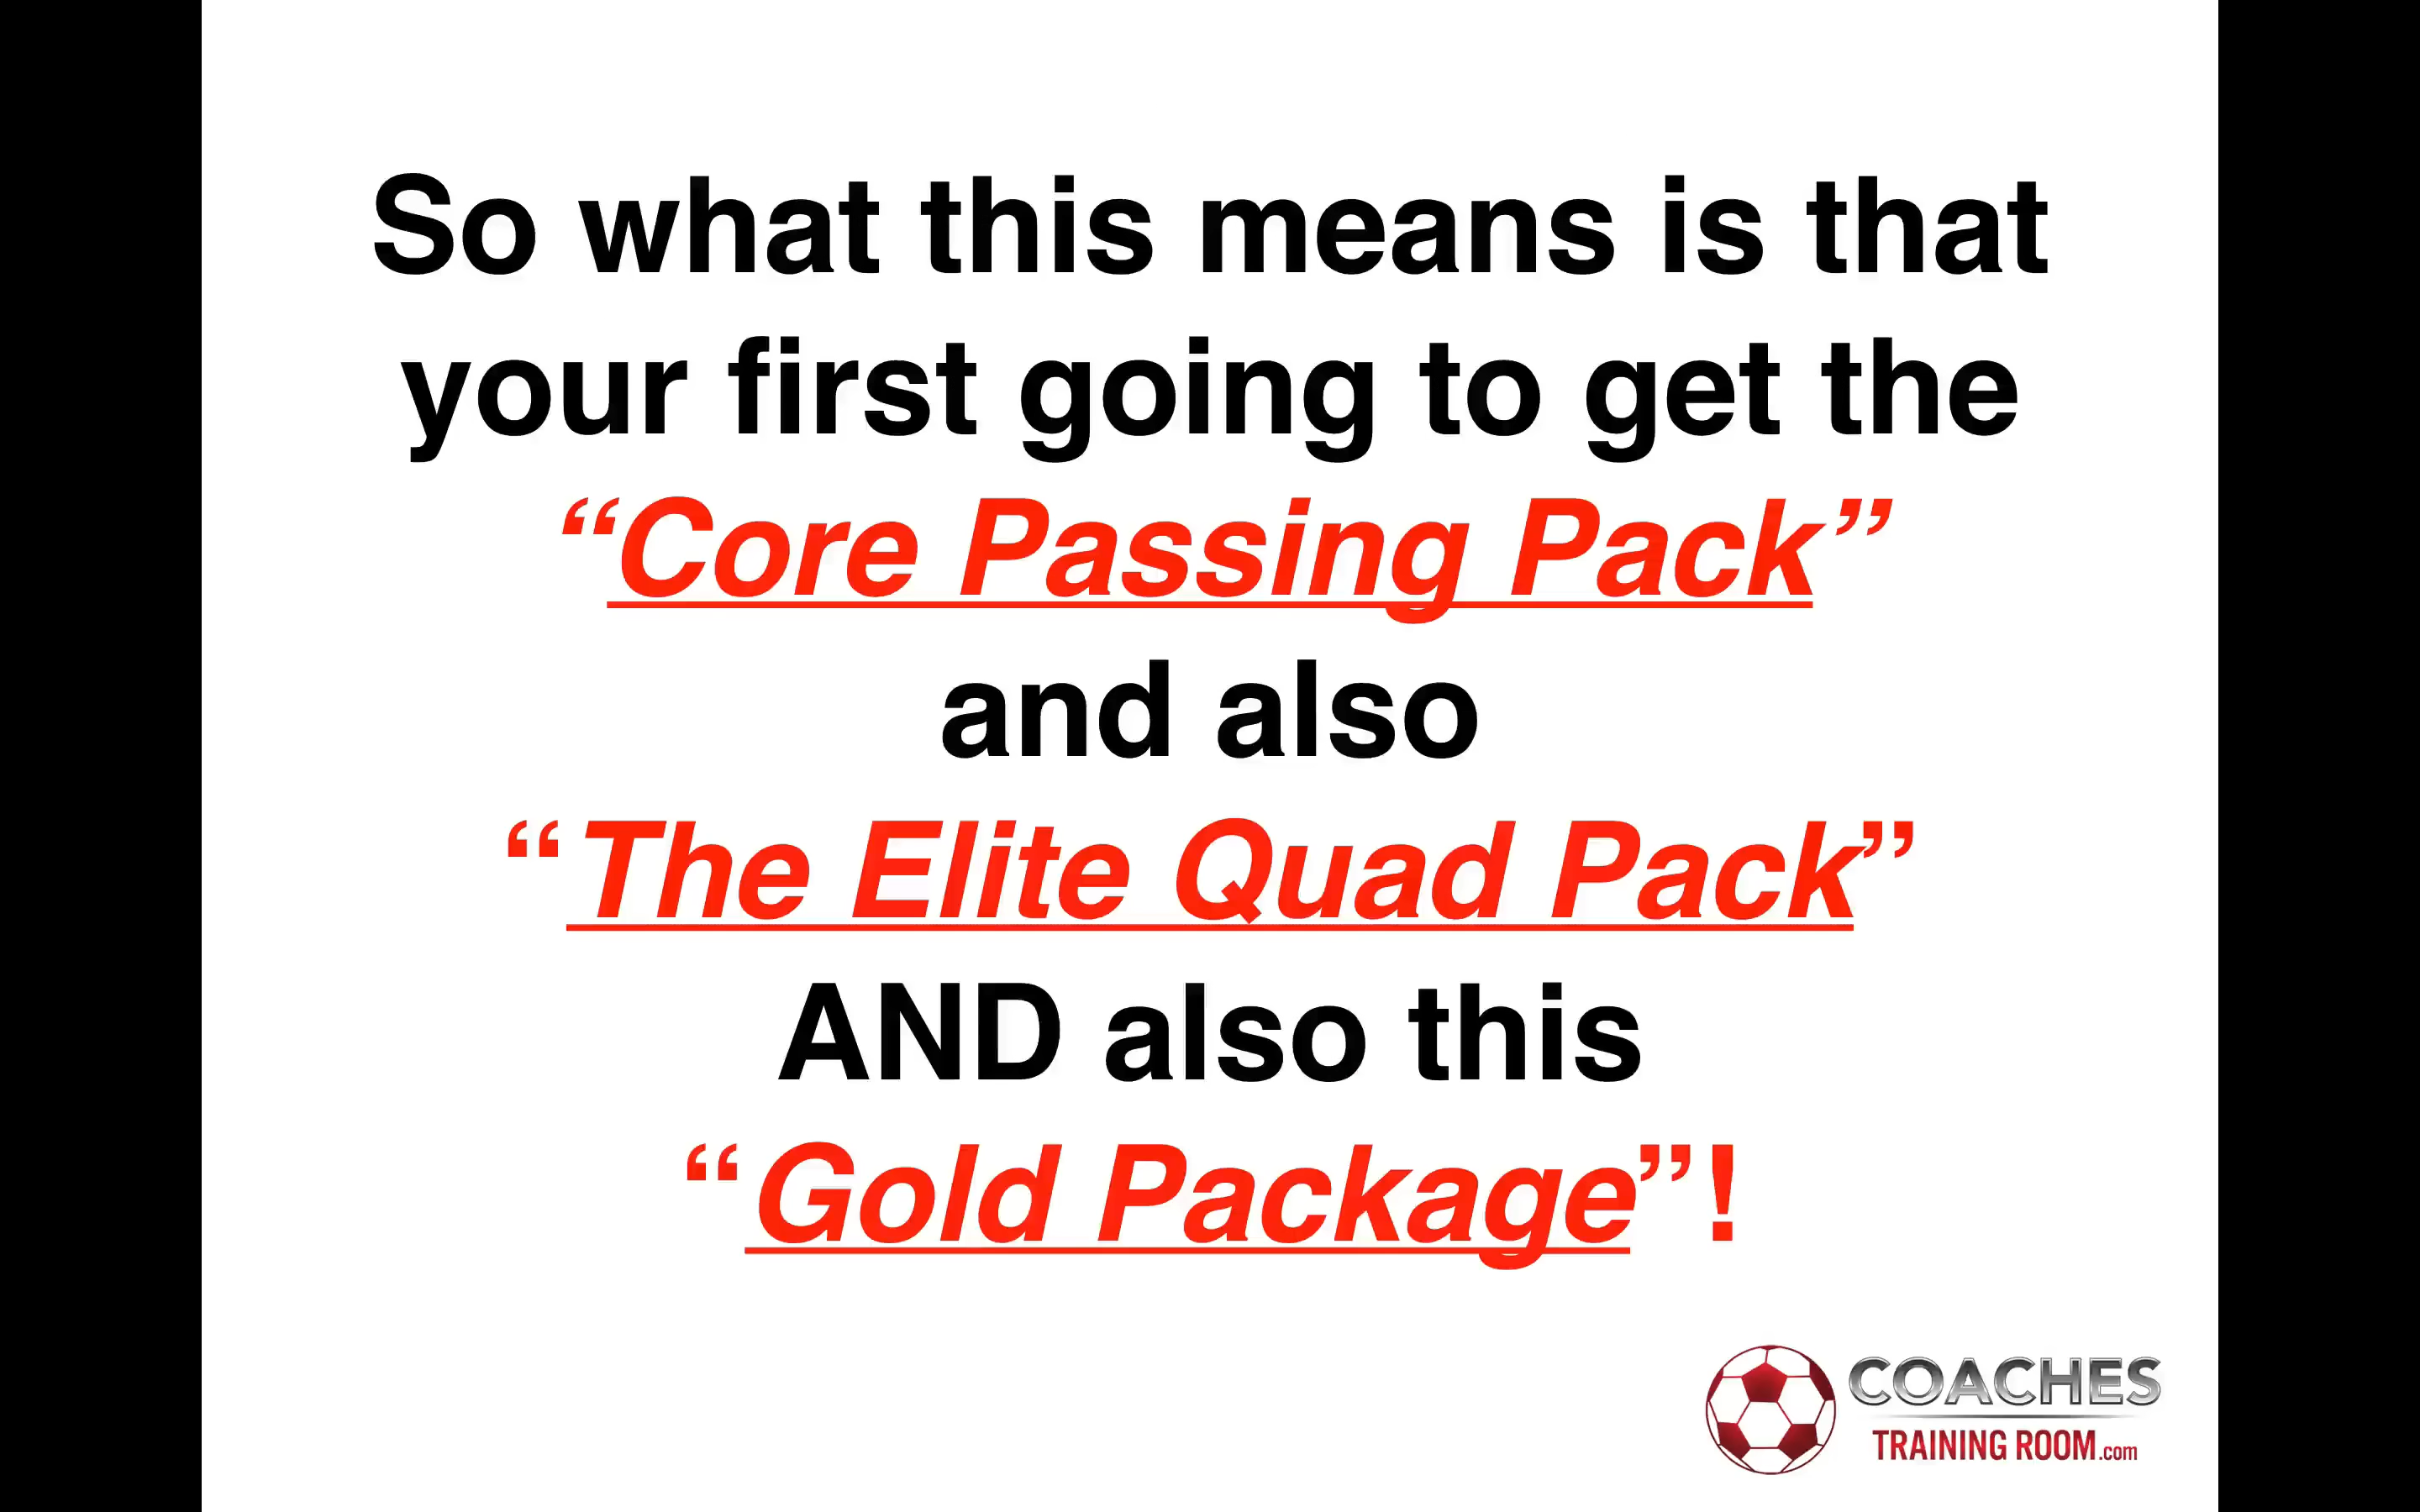 So what this means is that
your first going to get the
“Core Passing Pack”
and also
“The Elite Quad Pack”
AND also this
“Gold Package”!
COACHES
TRAINING ROOM.com